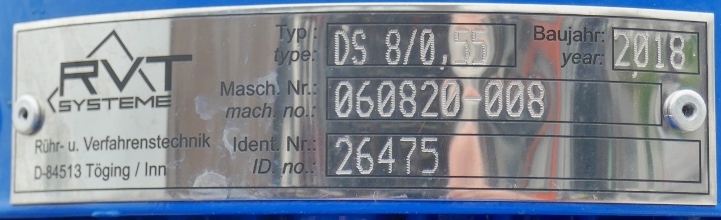 RVT
SYSTEME
Rühr- u. Verfahrenstechnik
D-84513 Töging / Inn
Typ:
type:
DS 8/0,55
Baujahr:
year:
2018
Masch. Nr.:
mach. no.:
060820-008
Ident. Nr.:
ID. no.:
26475